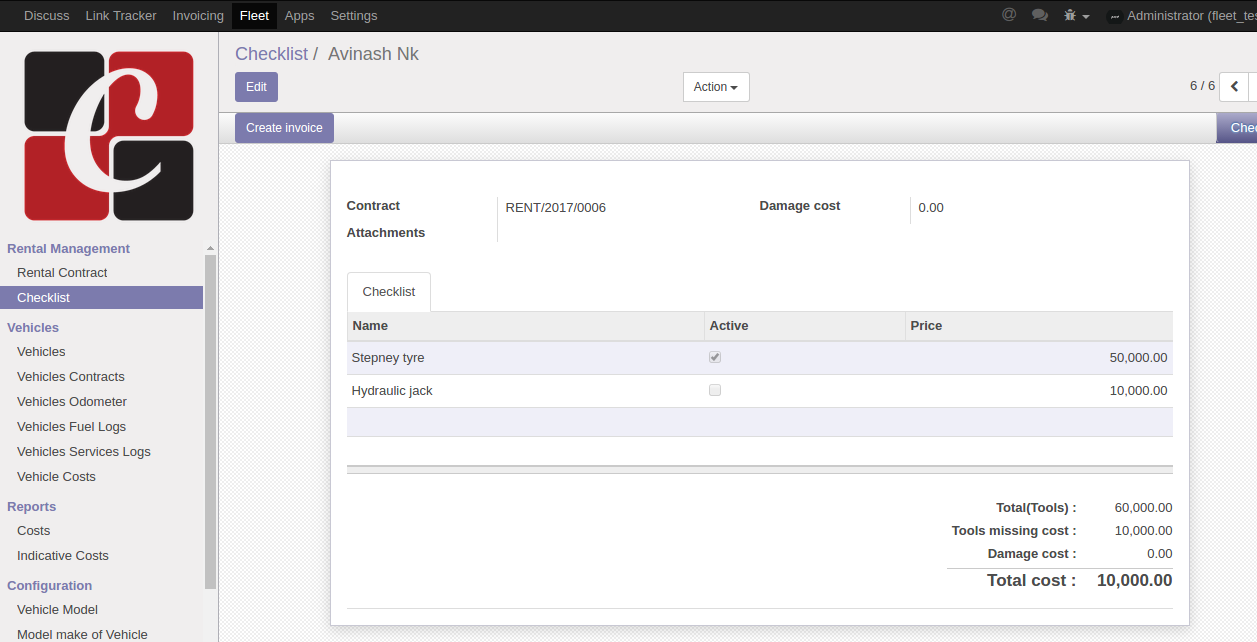 Discuss Link Tracker Invoicing Fleet Apps Settings @ Administrator (fleet_tes
Checklist / Avinash Nk
Edit Action 6 / 6
Create invoice Chec
C
Rental Management
Rental Contract
Checklist
Vehicles
Vehicles
Vehicles Contracts
Vehicles Odometer
Vehicles Fuel Logs
Vehicles Services Logs
Vehicle Costs
Reports
Costs
Indicative Costs
Configuration
Vehicle Model
Model make of Vehicle
Contract RENT/2017/0006 Damage cost 0.00
Attachments
Checklist
Name Active Price
Stepney tyre 50,000.00
Hydraulic jack 10,000.00
Total(Tools) : 60,000.00
Tools missing cost : 10,000.00
Damage cost : 0.00
Total cost : 10,000.00